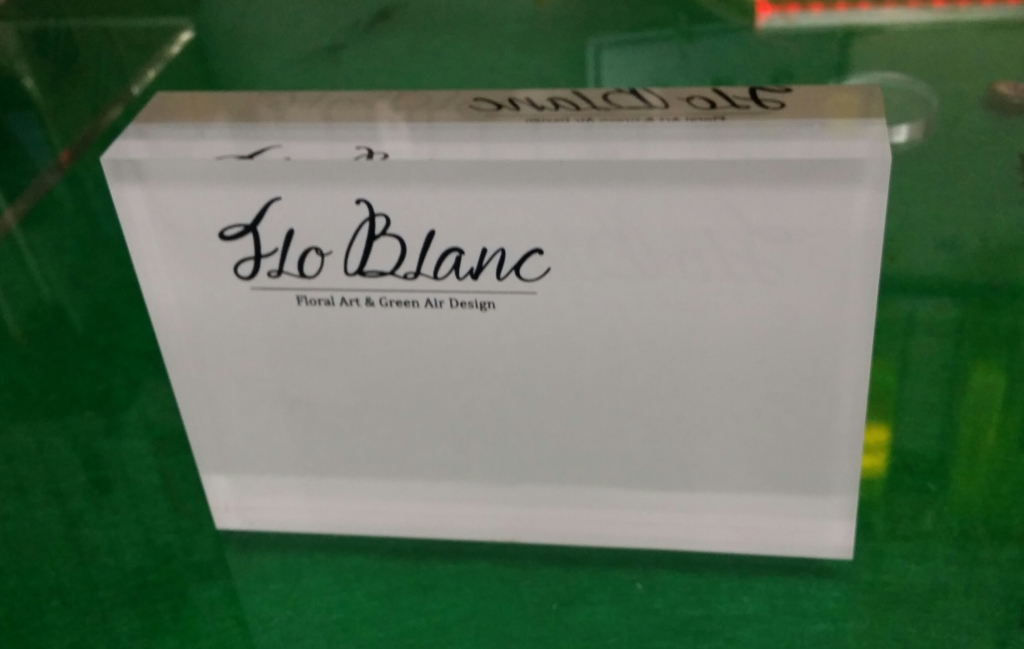 Flo Blanc
Floral Art & Green Air Design